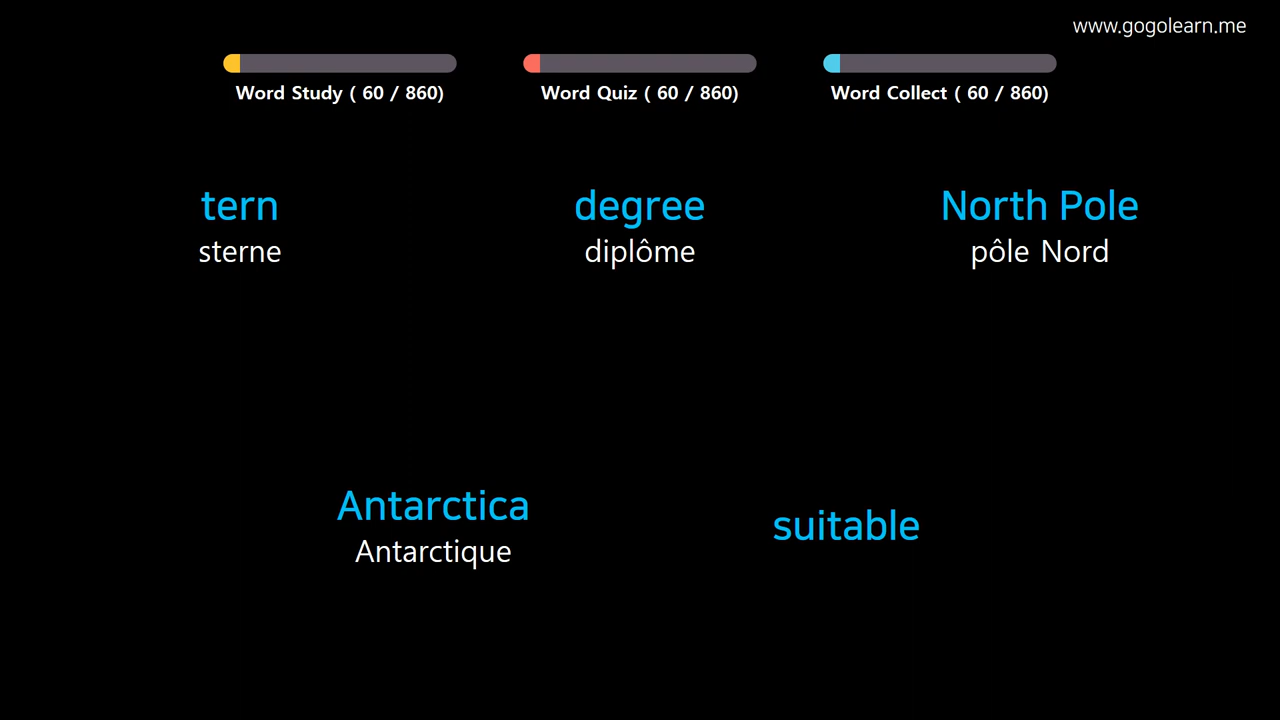 www.gogolearn.me
Word Study ( 60 / 860)
Word Quiz ( 60 / 860)
Word Collect ( 60 / 860)
tern
sterne
degree
diplôme
North Pole
pôle Nord
Antarctica
Antarctique
suitable